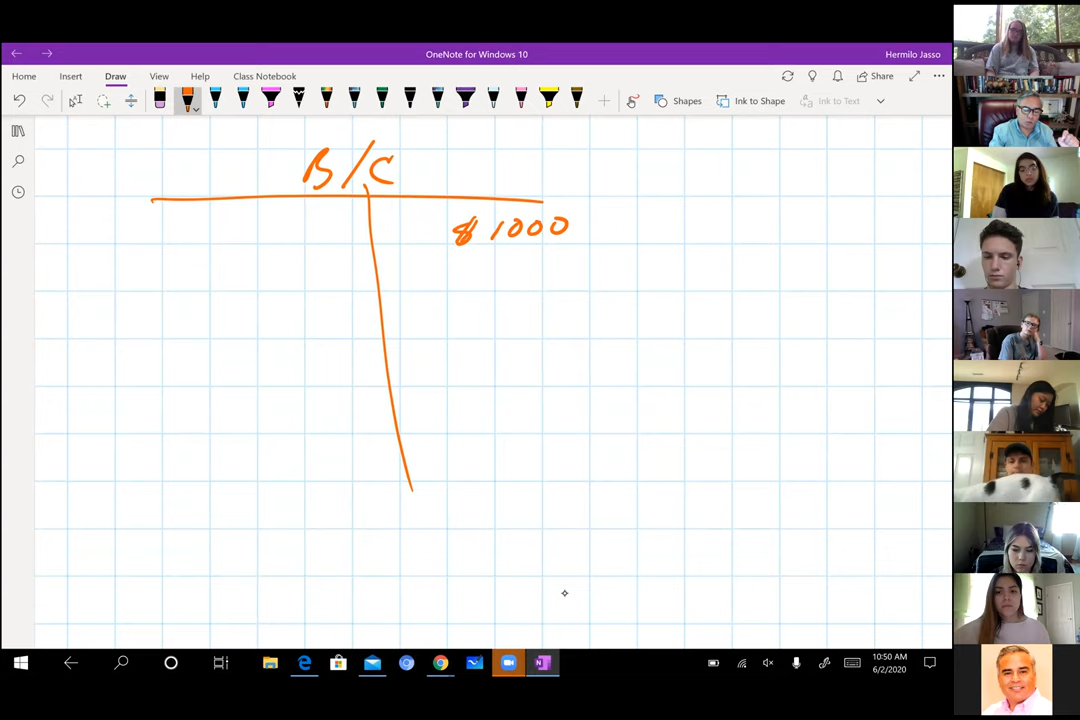 OneNote for Windows 10
Hermilo Jasso
Home Insert Draw View Help Class Notebook Share
Shapes Ink to Shape Ink to Text
B/C
$1000
10:50 AM
6/2/2020